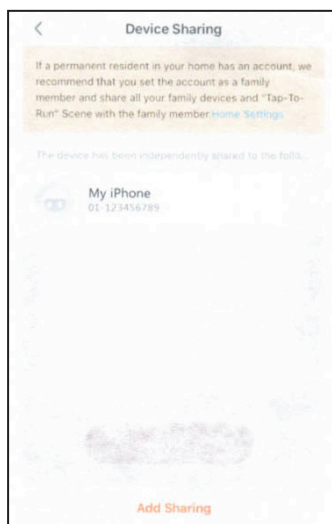 Device Sharing
If a permanent resident in your home has an account, we
recommend that you set the account as a family
member and share all your family devices and "Tap-To-
Run" Scene with the family member.Home Settings
The device has been independently shared to the follo...
My iPhone
01-123456789
Add Sharing